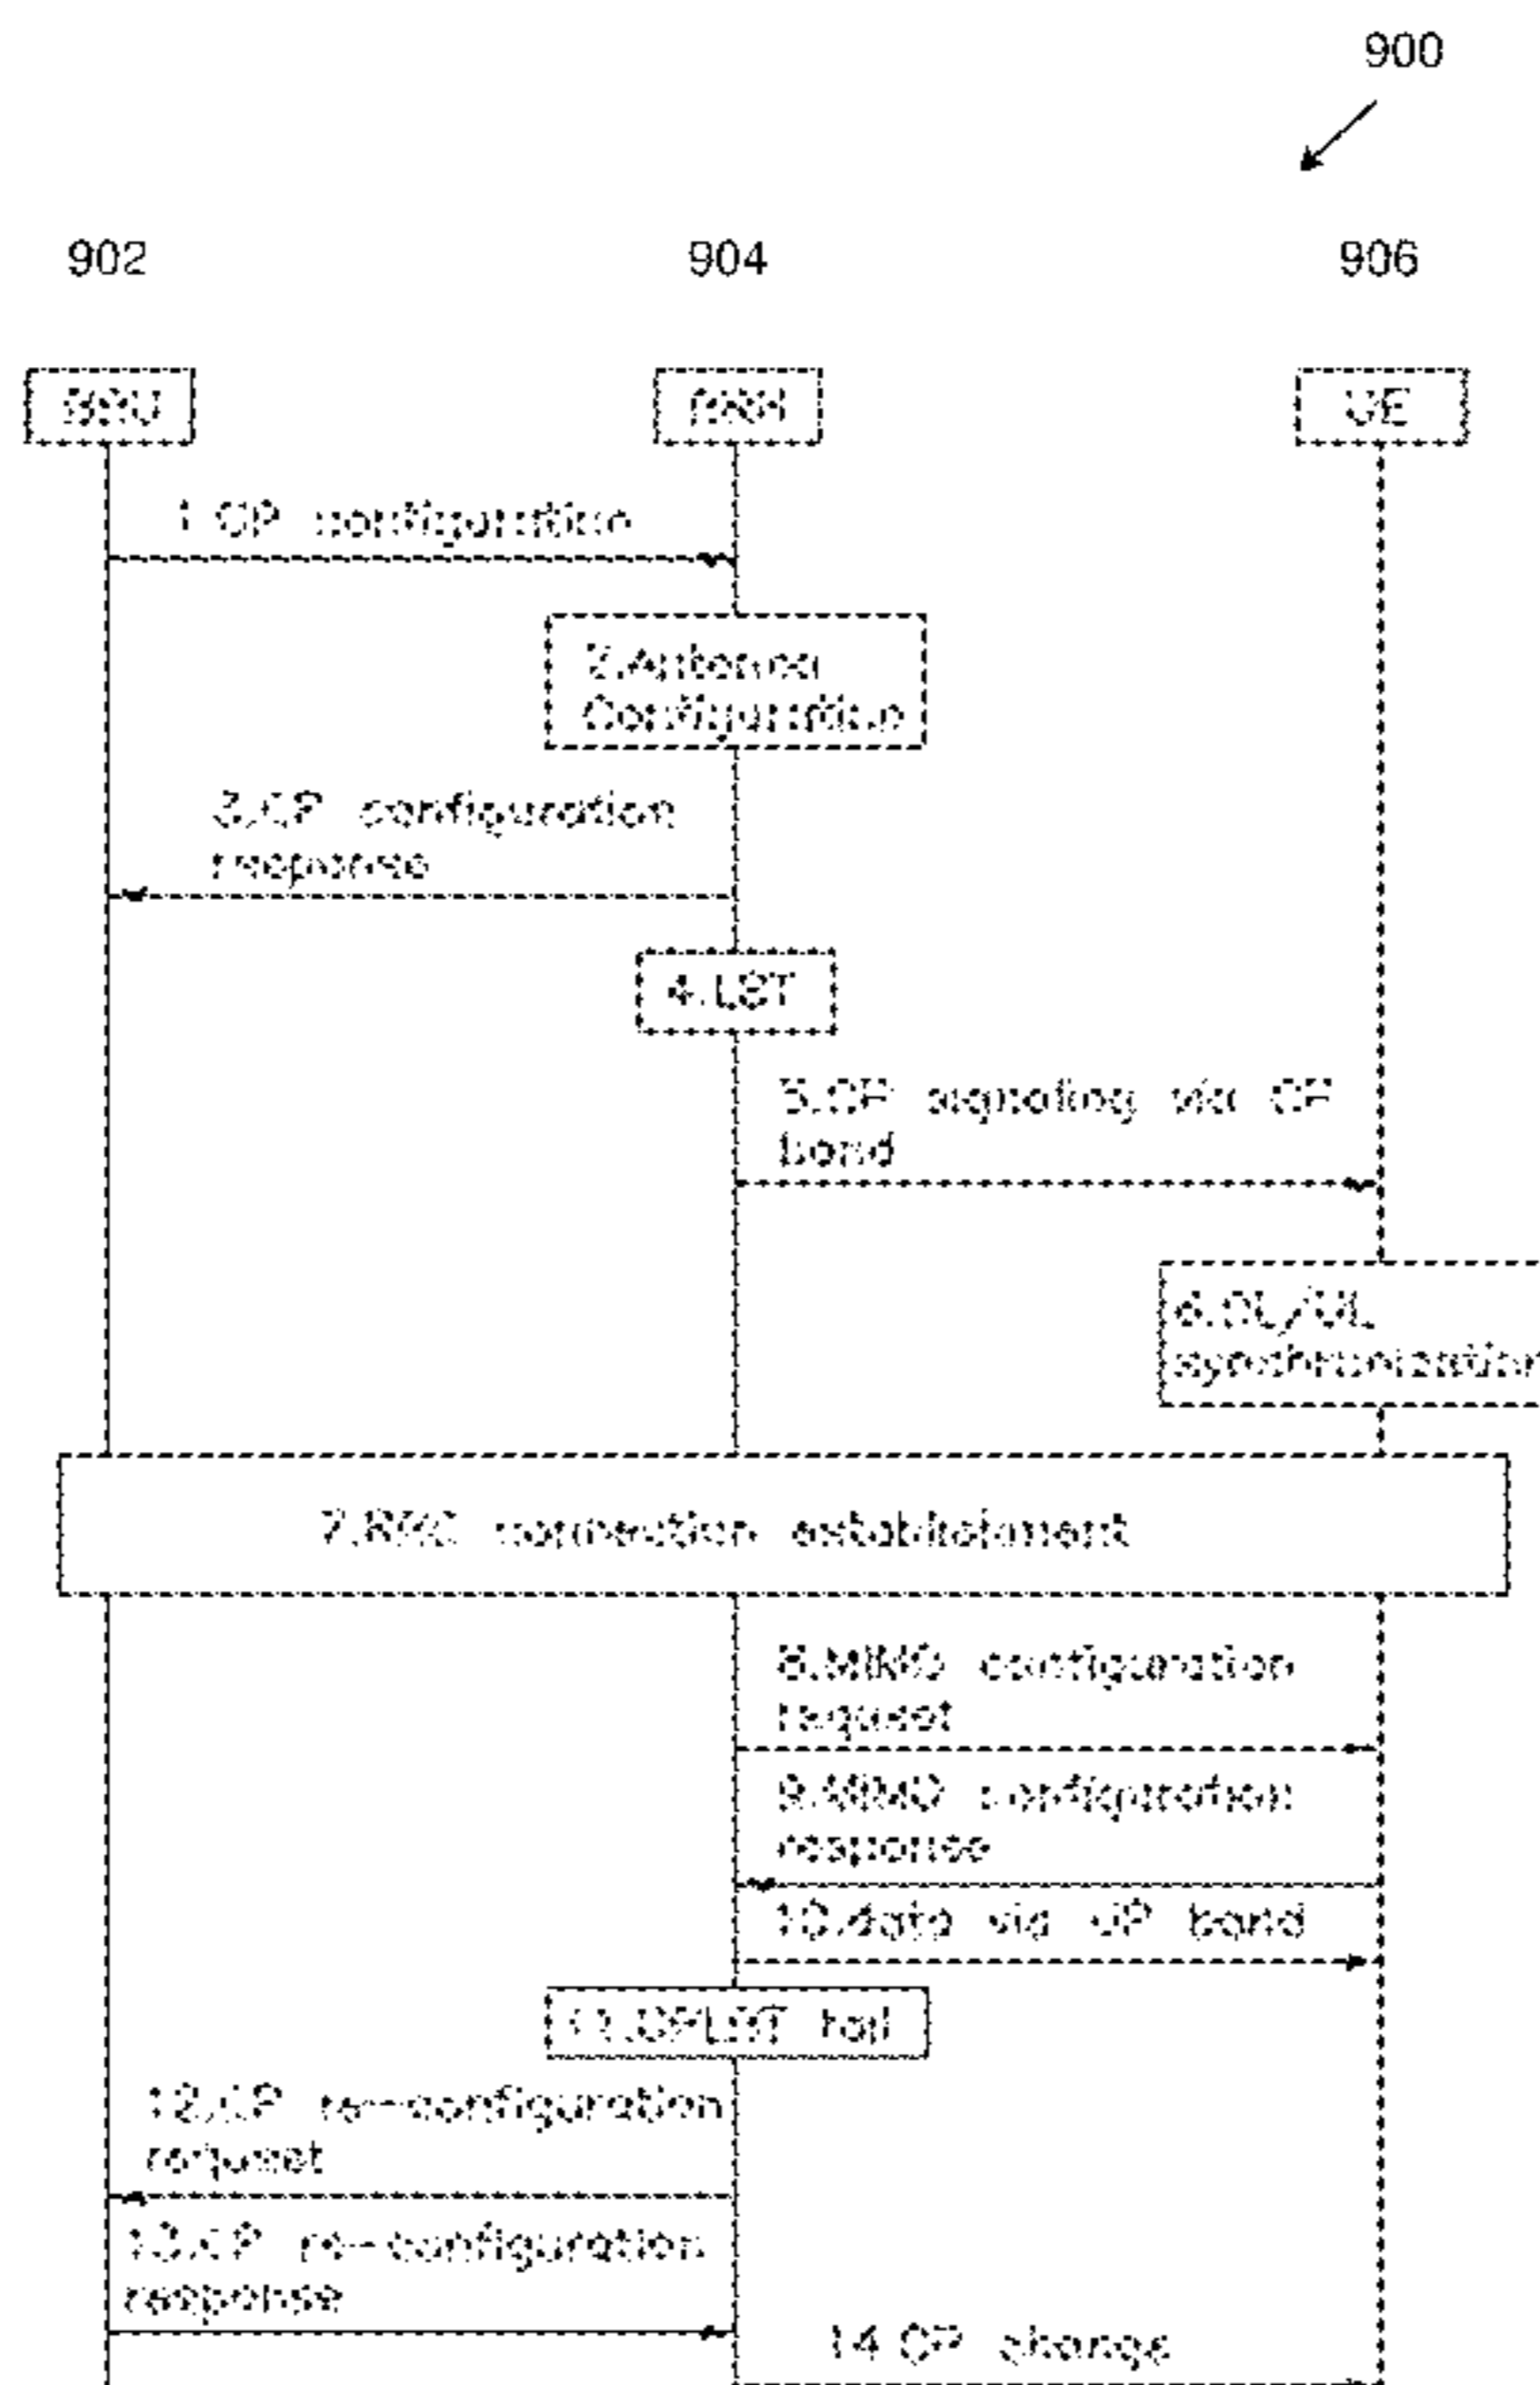 900
902
904
906
BBU
RRH
UE
1.CP configuration
2.Antenna
Configuration
3.CP configuration
response
4.LBT
5.CP signaling via CP
band
6.DL/UL
synchronization
7.RRC connection establishment
8.MIMO configuration
request
9.MIMO configuration
response
10.data via UP band
11.CPLBT fail
12.CP re-configuration
request
13.CP re-configuration
response
14 CP change